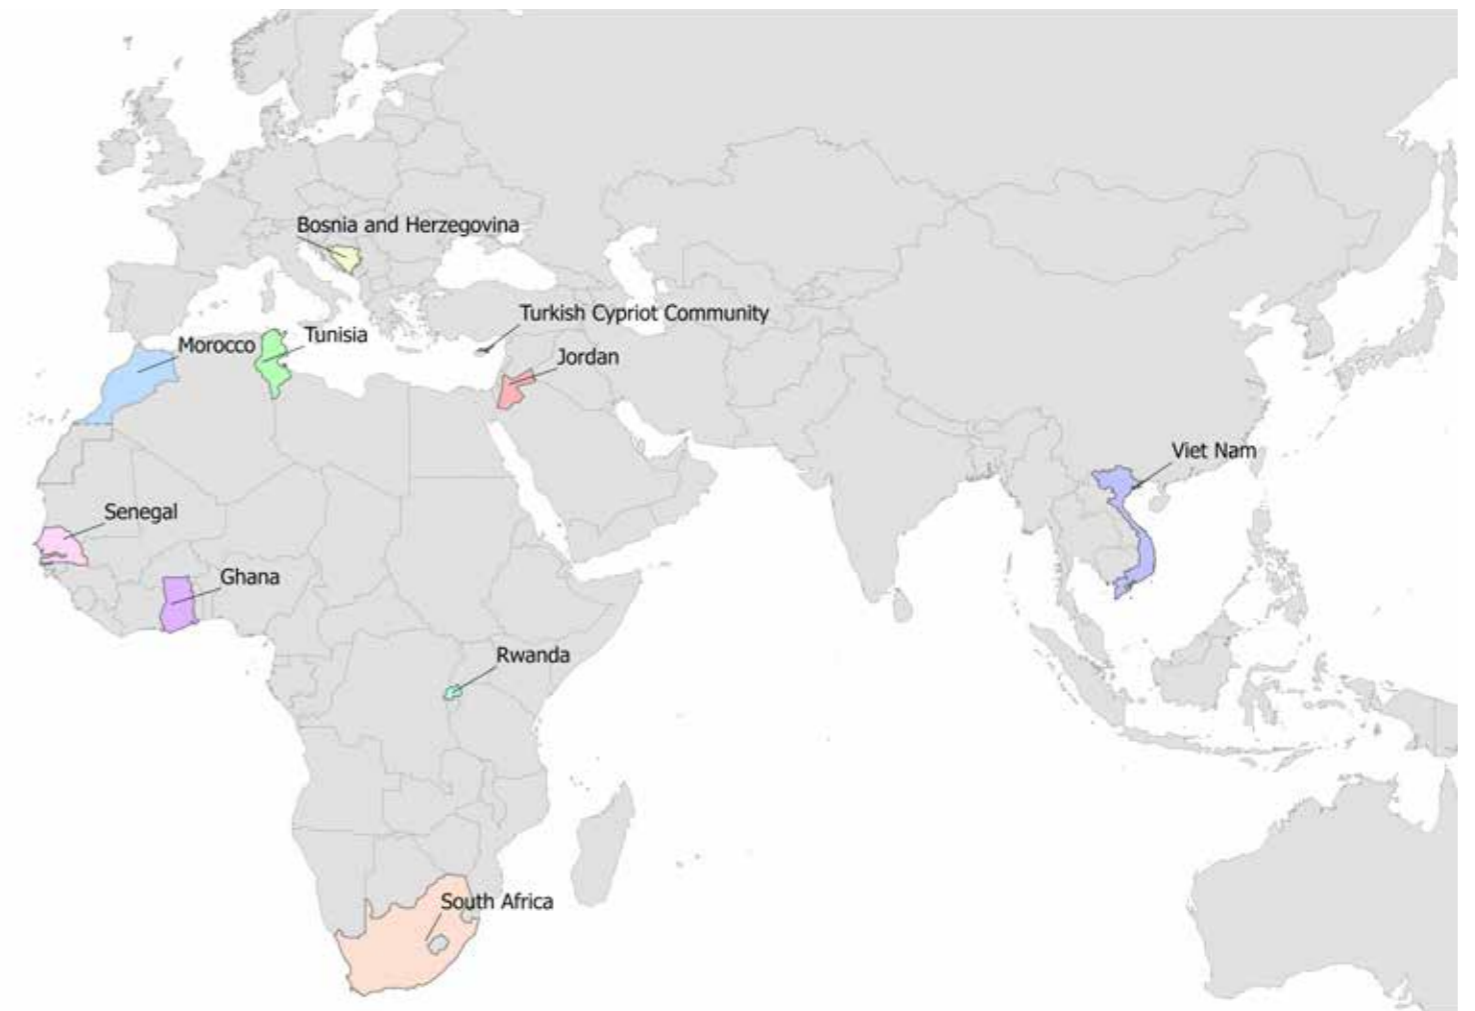 Bosnia and Herzegovina
Turkish Cypriot Community
Tunisia
Morocco
Jordan
Viet Nam
Senegal
Ghana
Rwanda
South Africa